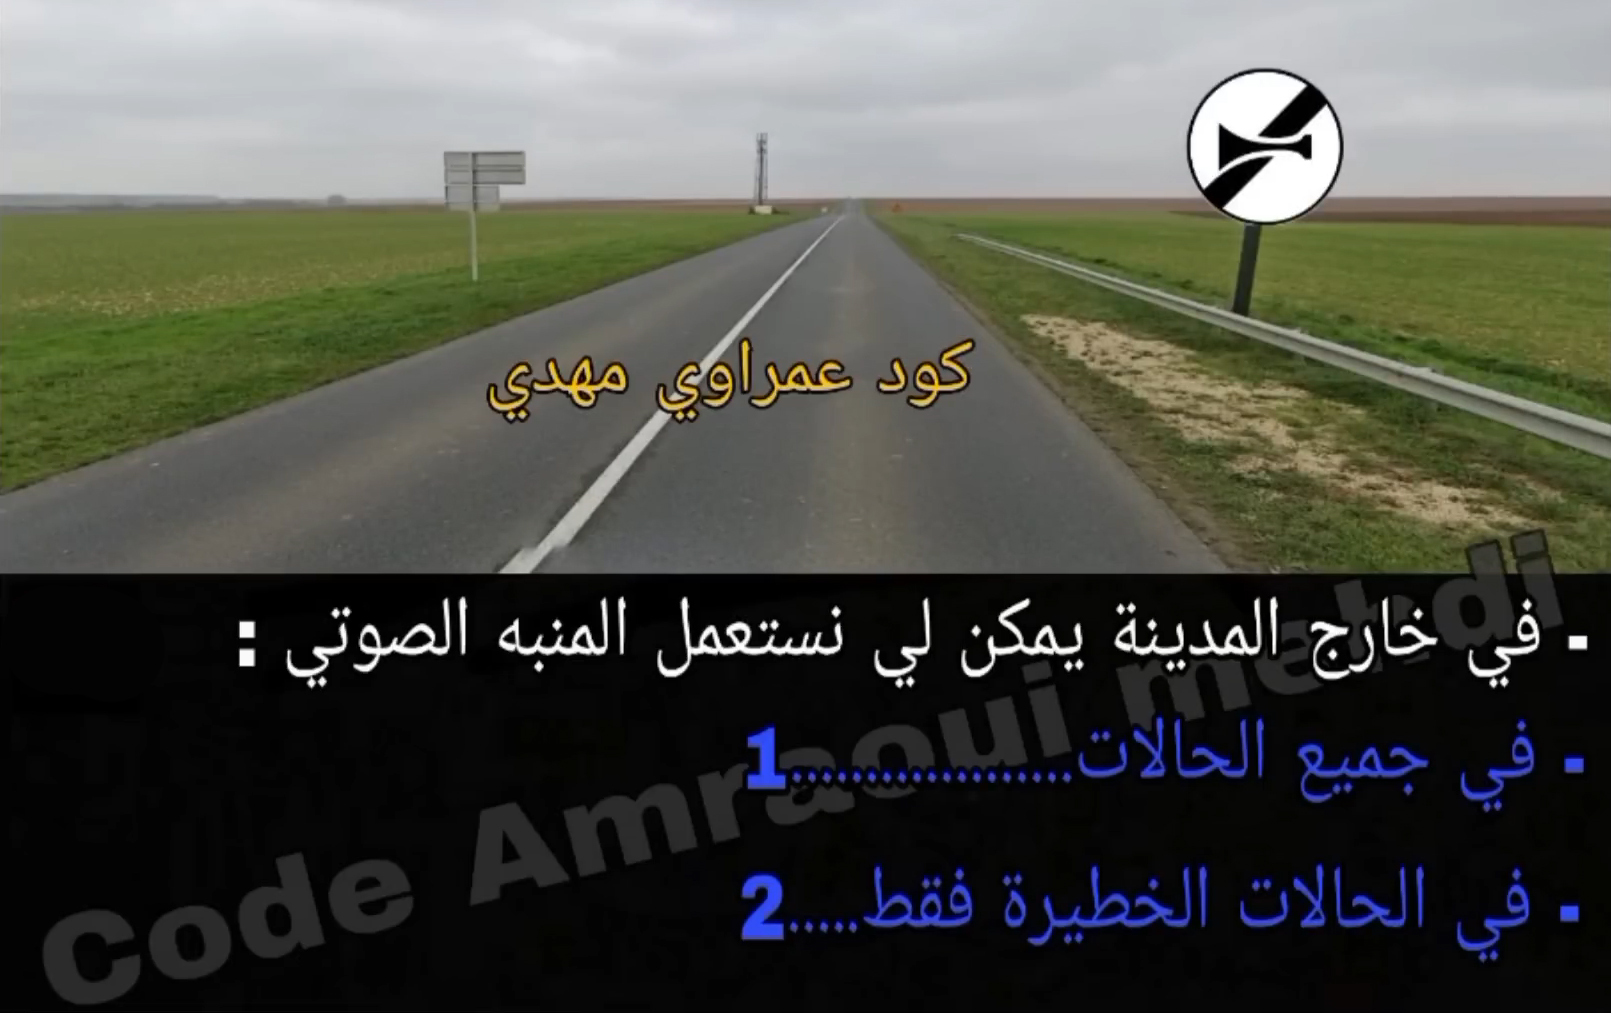 كود عمراوي مهدي
- في خارج المدينة يمكن لي نستعمل المنبه الصوتي :
- في جميع الحالات...................1
- في الحالات الخطيرة فقط.....2
Code Amraoui mehdi